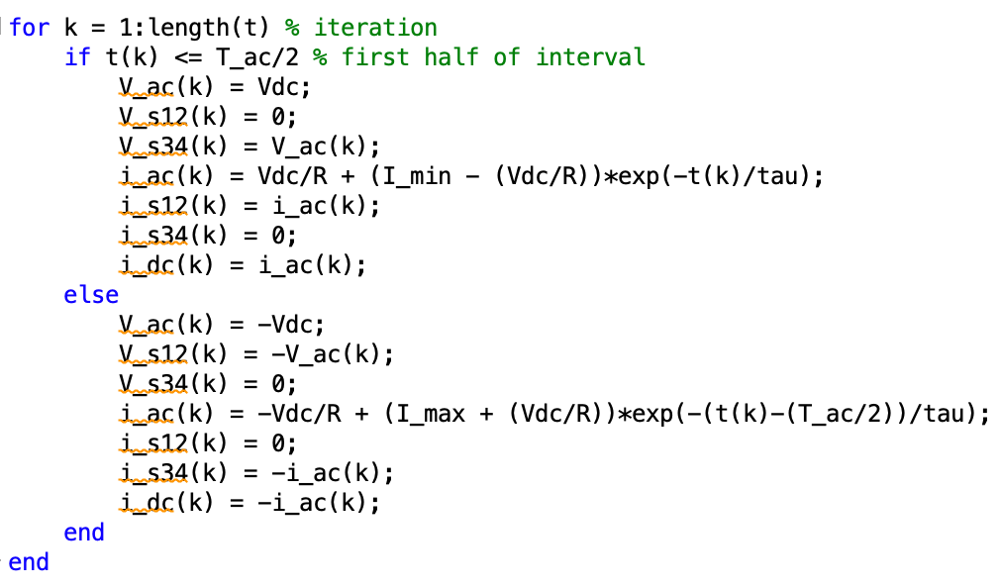 for k = 1:length(t) % iteration
    if t(k) <= T_ac/2 % first half of interval
        V_ac(k) = Vdc;
        V_s12(k) = 0;
        V_s34(k) = V_ac(k);
        i_ac(k) = Vdc/R + (I_min - (Vdc/R))*exp(-t(k)/tau);
        i_s12(k) = i_ac(k);
        i_s34(k) = 0;
        i_dc(k) = i_ac(k);
    else
        V_ac(k) = -Vdc;
        V_s12(k) = -V_ac(k);
        V_s34(k) = 0;
        i_ac(k) = -Vdc/R + (I_max + (Vdc/R))*exp(-(t(k)-(T_ac/2))/tau);
        i_s12(k) = 0;
        i_s34(k) = -i_ac(k);
        i_dc(k) = -i_ac(k);
    end
end